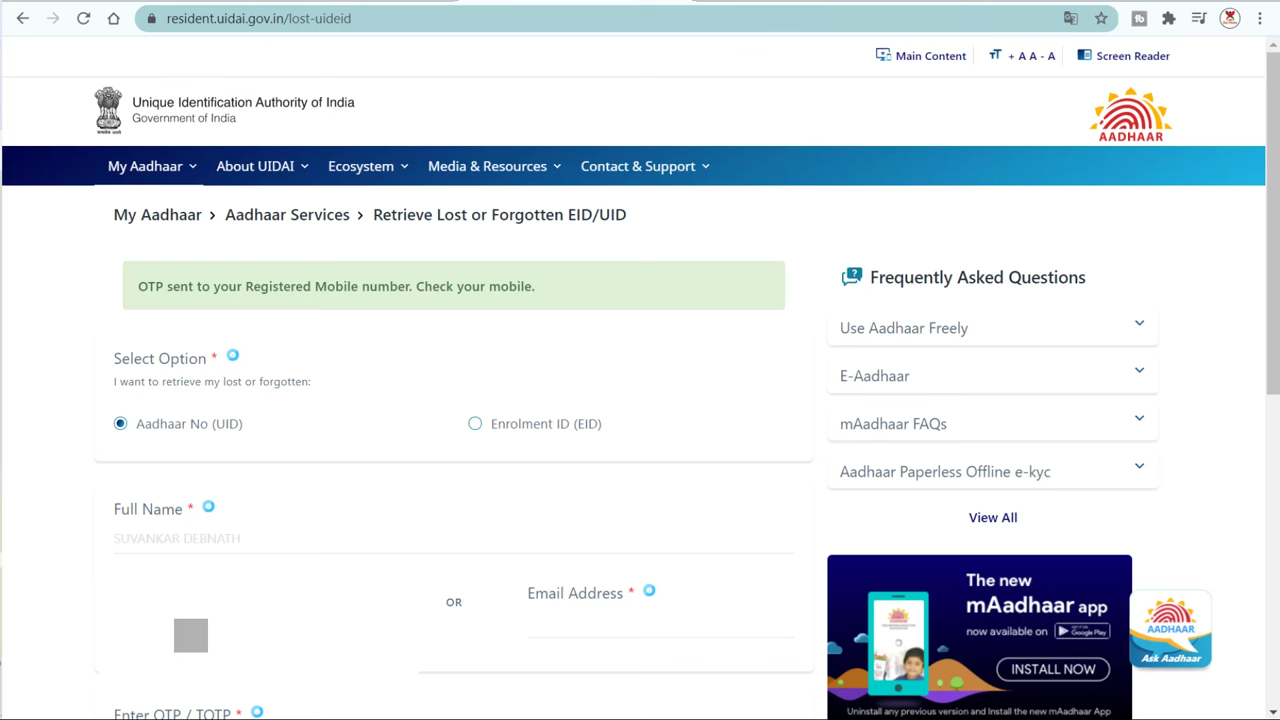 resident.uidai.gov.in/lost-uideid
Main Content
TT + A A - A
Screen Reader
Unique Identification Authority of India
Government of India
AADHAAR
My Aadhaar
About UIDAI
Ecosystem
Media & Resources
Contact & Support
My Aadhaar > Aadhaar Services > Retrieve Lost or Forgotten EID/UID
OTP sent to your Registered Mobile number. Check your mobile.
Select Option *
I want to retrieve my lost or forgotten:
Aadhaar No (UID)
Enrolment ID (EID)
Full Name *
SUVANKAR DEBNATH
OR
Email Address *
Enter OTP / TOTP *
Frequently Asked Questions
Use Aadhaar Freely
E-Aadhaar
mAadhaar FAQs
Aadhaar Paperless Offline e-kyc
View All
The new
mAadhaar app
now available on
Google Play
INSTALL NOW
Uninstall any previous version and Install the new mAadhaar App
AADHAAR
Ask Aadhaar